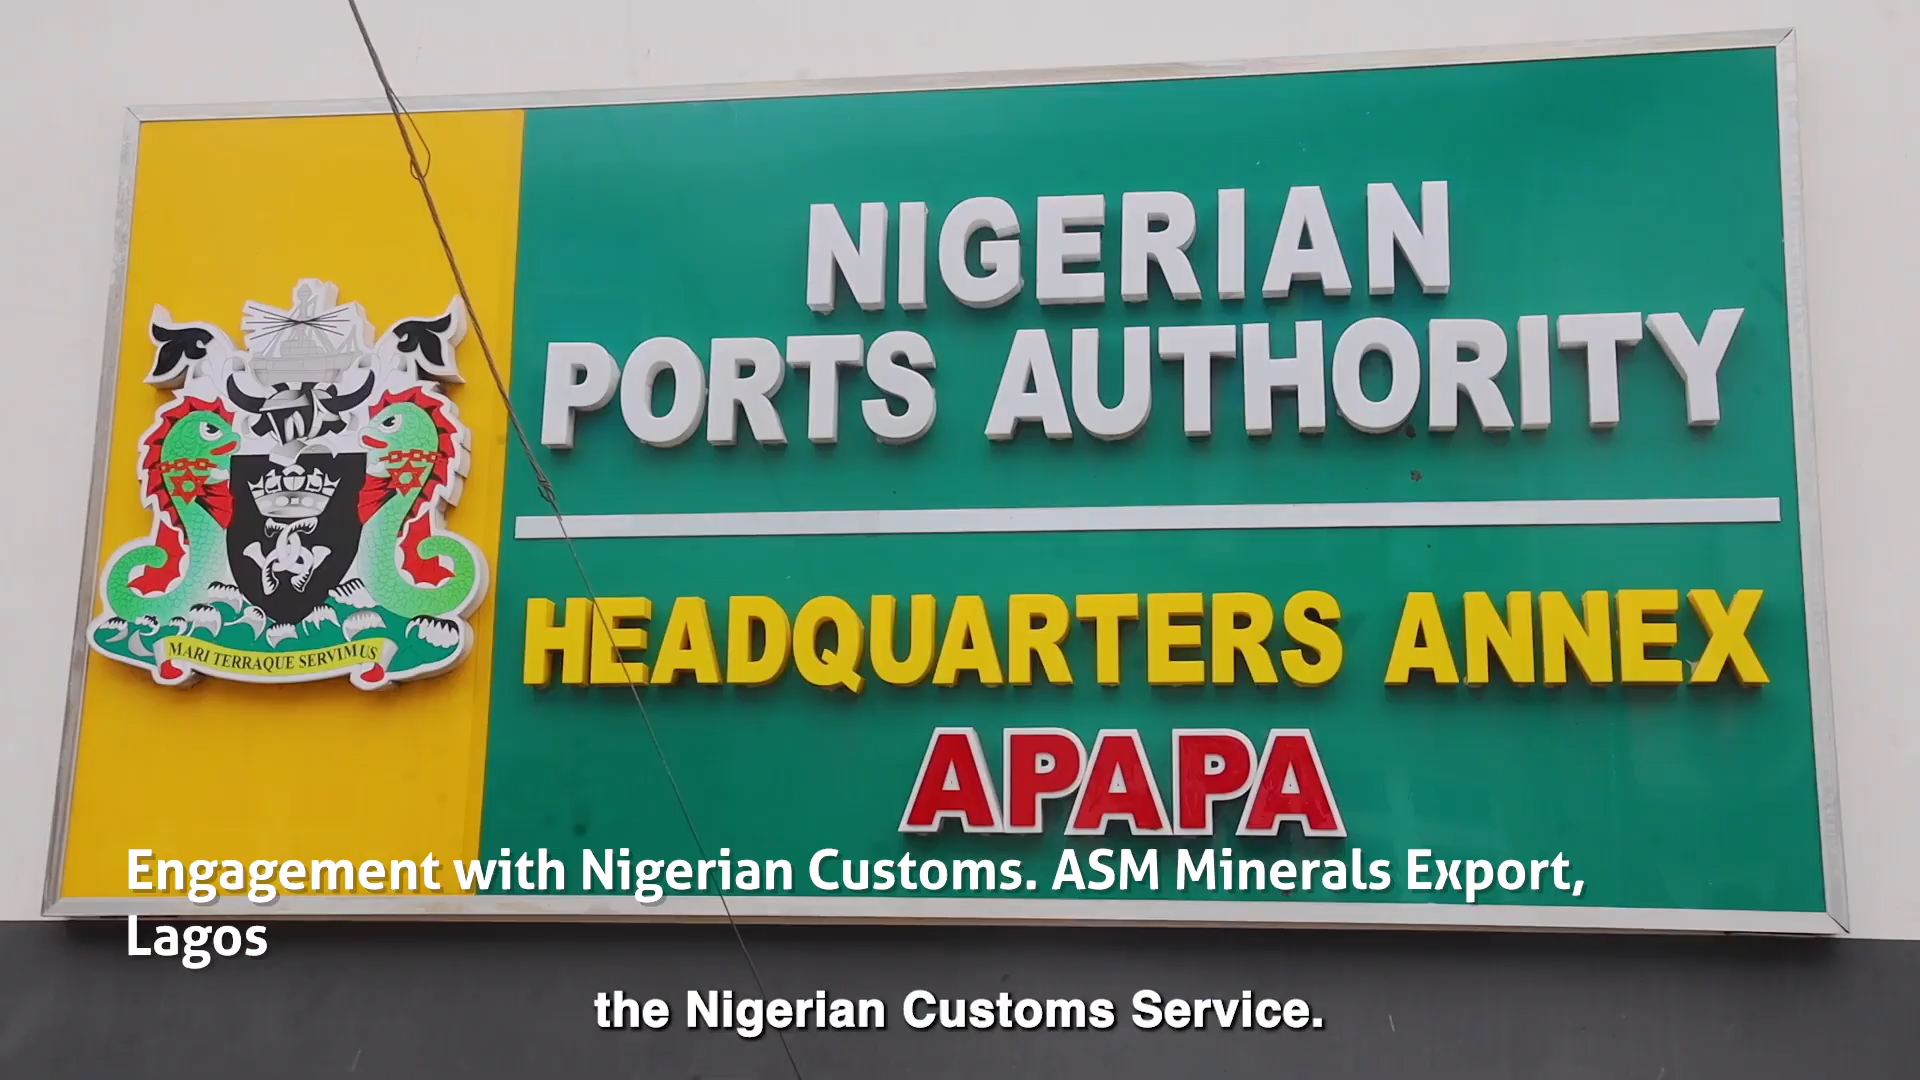 NIGERIAN
PORTS AUTHORITY
HEADQUARTERS ANNEX
APAPA
MARI TERRAQUE SERVIMUS
Engagement with Nigerian Customs. ASM Minerals Export,
Lagos
the Nigerian Customs Service.